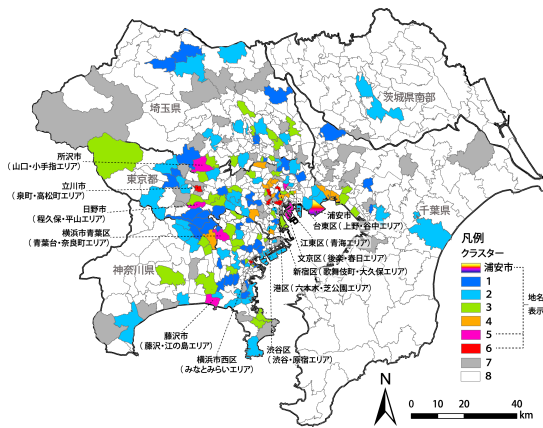 茨城県南部
埼玉県
所沢市
(山口・小手指エリア)
東京都
立川市
(泉町・高松町エリア)
日野市
(程久保・平山エリア)
横浜市青葉区
(青葉台・奈良町エリア)
神奈川県
藤沢市
(藤沢・江の島エリア)
横浜市西区
(みなとみらいエリア)
渋谷区
(渋谷・原宿エリア)
港区(六本木・芝公園エリア)
新宿区(歌舞伎町・大久保エリア)
文京区(後楽・春日エリア)
江東区(青海エリア)
台東区(上野・谷中エリア)
浦安市
千葉県
凡例
クラスター
浦安市
1
2
3
4
5
6
7
8
地名
表示
N
0 10 20 40
km